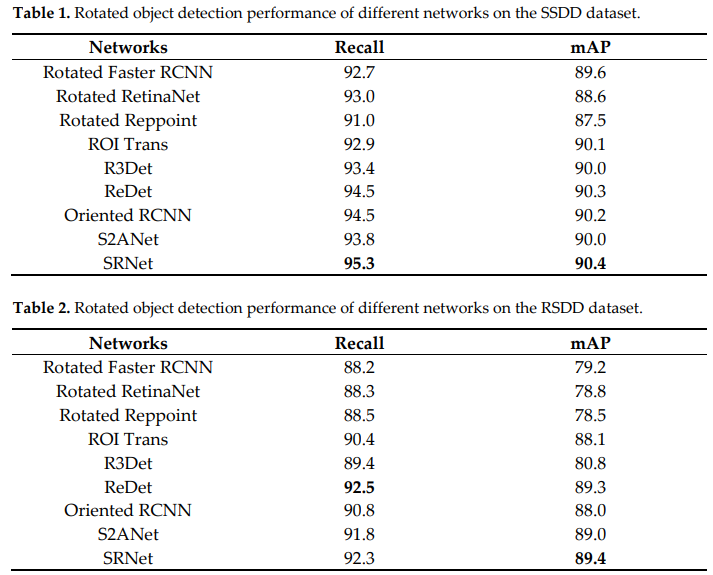 Table 1. Rotated object detection performance of different networks on the SSDD dataset.
Networks Recall mAP
Rotated Faster RCNN 92.7 89.6
Rotated RetinaNet 93.0 88.6
Rotated Reppoint 91.0 87.5
ROI Trans 92.9 90.1
R3Det 93.4 90.0
ReDet 94.5 90.3
Oriented RCNN 94.5 90.2
S2ANet 93.8 90.0
SRNet 95.3 90.4
Table 2. Rotated object detection performance of different networks on the RSDD dataset.
Networks Recall mAP
Rotated Faster RCNN 88.2 79.2
Rotated RetinaNet 88.3 78.8
Rotated Reppoint 88.5 78.5
ROI Trans 90.4 88.1
R3Det 89.4 80.8
ReDet 92.5 89.3
Oriented RCNN 90.8 88.0
S2ANet 91.8 89.0
SRNet 92.3 89.4